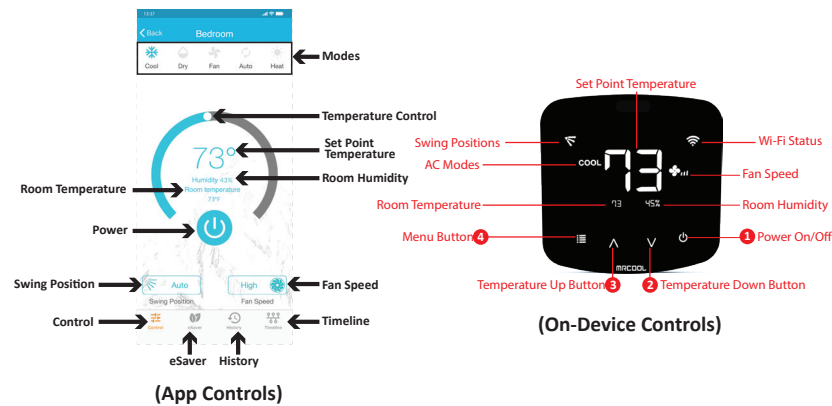 13:37
Back
Bedroom
Cool Dry Fan Auto Heat
Modes
Temperature Control
73°
Set Point
Temperature
Humidity 43%
Room Humidity
Room temperature
73°F
Room Temperature
Power
Swing Position
Auto
High
Fan Speed
Swing Position
Fan Speed
Control
Control
eSaver
History
Timeline
Timeline
eSaver
History
(App Controls)
Set Point Temperature
Swing Positions
Wi-Fi Status
AC Modes
COOL
73
Fan Speed
Room Temperature
73
45%
Room Humidity
Menu Button 4
1 Power On/Off
MRCOOL
Temperature Up Button 3
2 Temperature Down Button
(On-Device Controls)